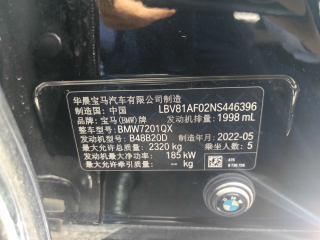 华晨宝马汽车有限公司制造
制造国：中国 LBV81AF02NS446396
品牌：宝马(BMW)牌 发动机排量：1998 mL
整车型号：BMW7201QX
发动机型号：B48B20D 制造年月：2022-05
最大允许总质量：2320 kg 乘坐人数：5
发动机最大净功率：185 kW
最大允许牵引质量：-- kg